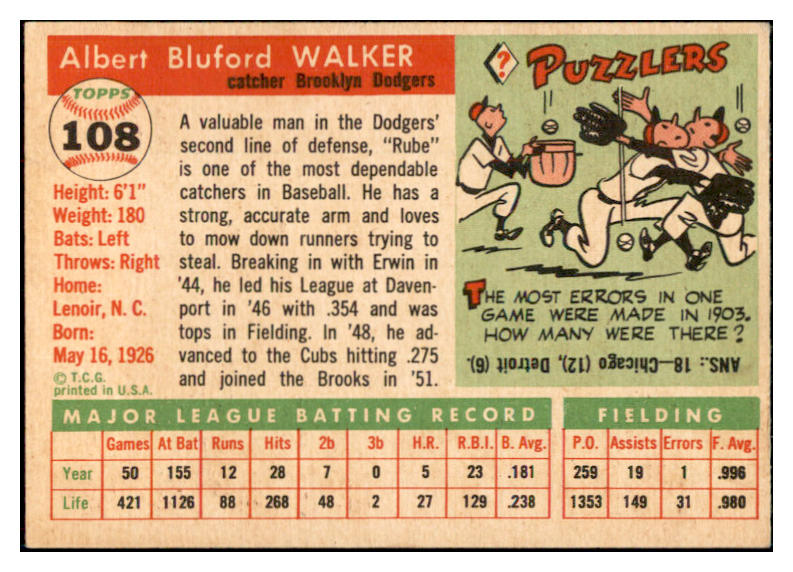 Albert Bluford WALKER
catcher Brooklyn Dodgers
TOPPS
108
Height: 6'1"
Weight: 180
Bats: Left
Throws: Right
Home:
Lenoir, N. C.
Born:
May 16, 1926
© T.C.G.
printed in U.S.A.
A valuable man in the Dodgers'
second line of defense, "Rube"
is one of the most dependable
catchers in Baseball. He has a
strong, accurate arm and loves
to mow down runners trying to
steal. Breaking in with Erwin in
'44, he led his League at Daven-
port in '46 with .354 and was
tops in Fielding. In '48, he ad-
vanced to the Cubs hitting .275
and joined the Brooks in '51.
? PUZZLERS
THE MOST ERRORS IN ONE
GAME WERE MADE IN 1903.
HOW MANY WERE THERE?
ANS.: 18—Chicago (12), Detroit (6).
MAJOR LEAGUE BATTING RECORD FIELDING
Games At Bat Runs Hits 2b 3b H.R. R.B.I. B. Avg. P.O. Assists Errors F. Avg.
Year 50 155 12 28 7 0 5 23 .181 259 19 1 .996
Life 421 1126 88 268 48 2 27 129 .238 1353 149 31 .980